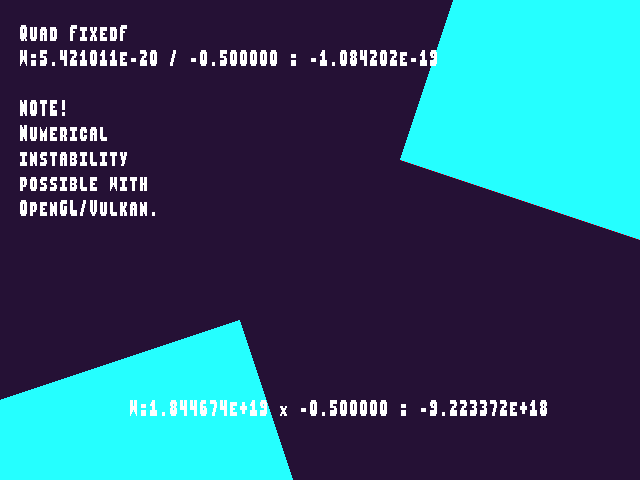 Quad fixedf
W:5.421011e-20 / -0.500000 : -1.084202e-19
NOTE!
Numerical
instability
possible with
OpenGL/Vulkan.
W:1.844674e+19 x -0.500000 : -9.223372e+18